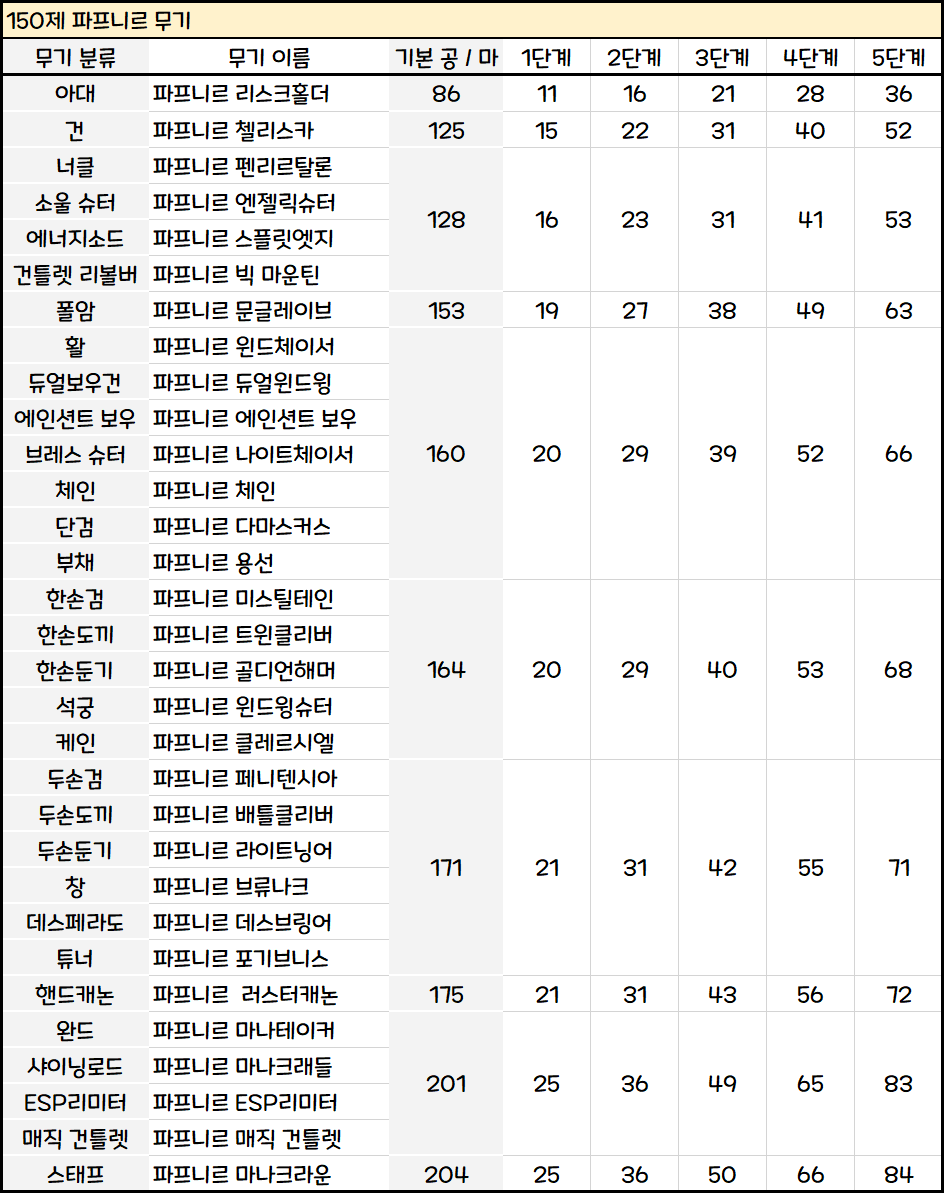 150제 파프니르 무기
무기 분류 무기 이름 기본 공 / 마 1단계 2단계 3단계 4단계 5단계
아대 파프니르 리스크홀더 86 11 16 21 28 36
건 파프니르 첼리스카 125 15 22 31 40 52
너클 파프니르 펜리르탈론
소울 슈터 파프니르 엔젤릭슈터
128 16 23 31 41 53
에너지소드 파프니르 스플릿엣지
건틀렛 리볼버 파프니르 빅 마운틴
폴암 파프니르 문글레이브 153 19 27 38 49 63
활 파프니르 윈드체이서
듀얼보우건 파프니르 듀얼윈드윙
에인션트 보우 파프니르 에인션트 보우
브레스 슈터 파프니르 나이트체이서 160 20 29 39 52 66
체인 파프니르 체인
단검 파프니르 다마스커스
부채 파프니르 용선
한손검 파프니르 미스틸테인
한손도끼 파프니르 트윈클리버
한손둔기 파프니르 골디언해머 164 20 29 40 53 68
석궁 파프니르 윈드윙슈터
케인 파프니르 클레르시엘
두손검 파프니르 페니텐시아
두손도끼 파프니르 배틀클리버
두손둔기 파프니르 라이트닝어
171 21 31 42 55 71
창 파프니르 브류나크
데스페라도 파프니르 데스브링어
튜너 파프니르 포기브니스
핸드캐논 파프니르 러스터캐논 175 21 31 43 56 72
완드 파프니르 마나테이커
샤이닝로드 파프니르 마나크래들
201 25 36 49 65 83
ESP리미터 파프니르 ESP리미터
매직 건틀렛 파프니르 매직 건틀렛
스태프 파프니르 마나크라운 204 25 36 50 66 84